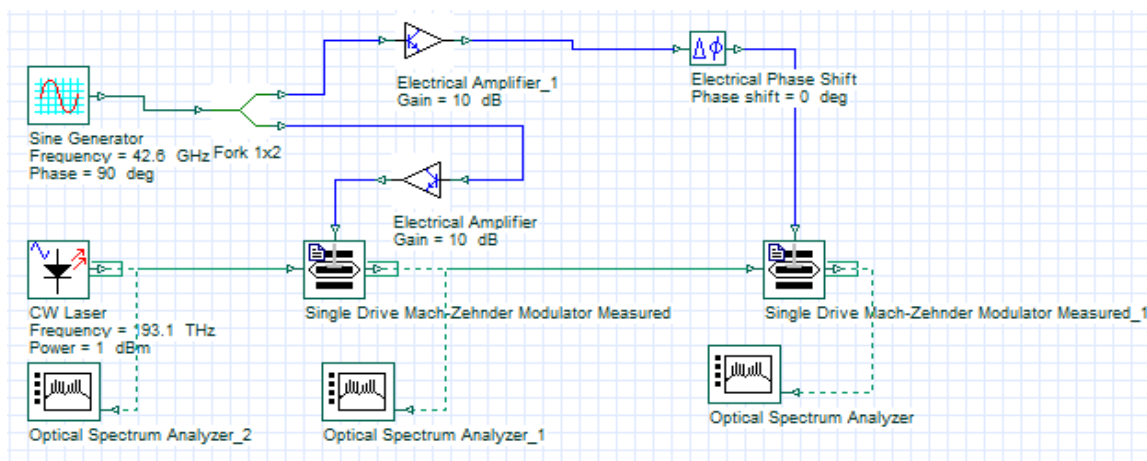 Electrical Amplifier_1
Gain = 10 dB
ΔΦ
Electrical Phase Shift
Phase shift = 0 deg
Sine Generator
Frequency = 42.6 GHz
Phase = 90 deg
Fork 1x2
Electrical Amplifier
Gain = 10 dB
CW Laser
Frequency = 193.1 THz
Power = 1 dBm
Single Drive Mach-Zehnder Modulator Measured
Single Drive Mach-Zehnder Modulator Measured_1
Optical Spectrum Analyzer_2
Optical Spectrum Analyzer_1
Optical Spectrum Analyzer